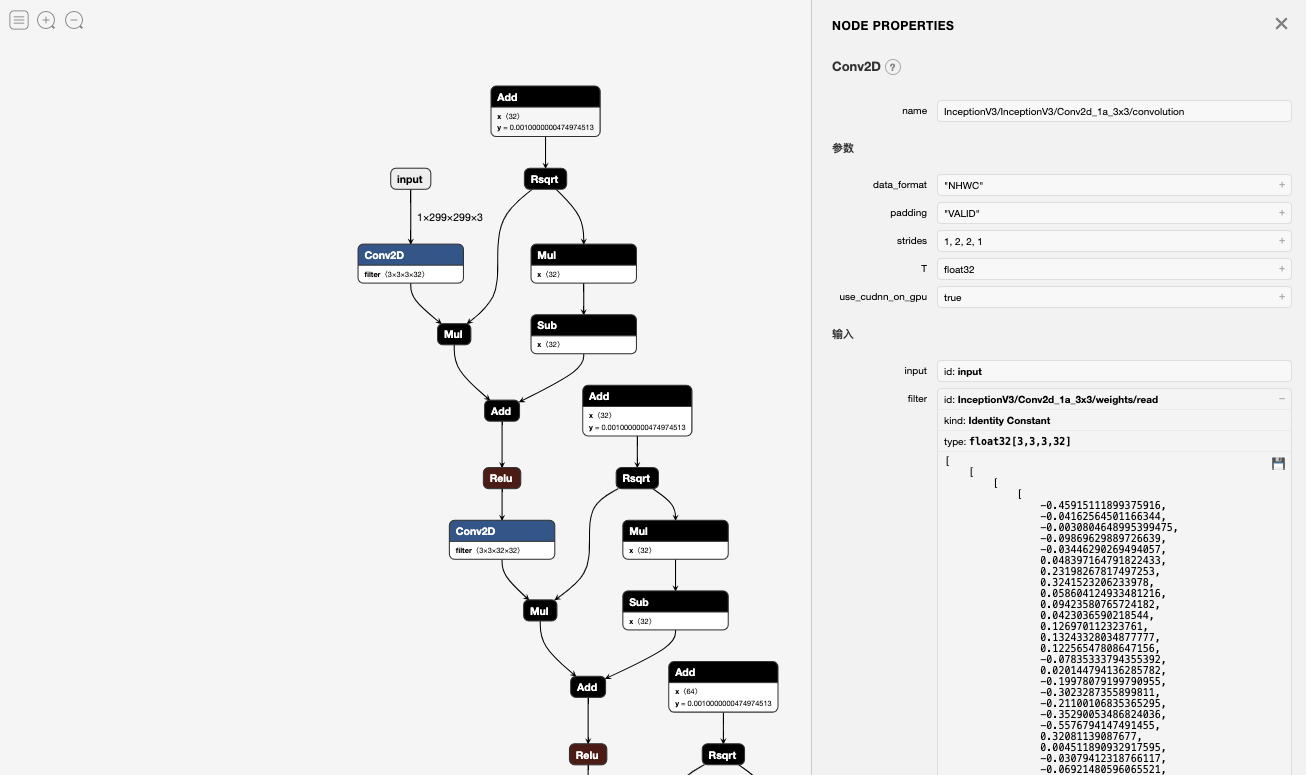 Add
x ⟨32⟩
y = 0.0010000000474974513
input
Rsqrt
1×299×299×3
Conv2D
filter ⟨3×3×3×32⟩
Mul
x ⟨32⟩
Mul
Sub
x ⟨32⟩
Add
Add
x ⟨32⟩
y = 0.0010000000474974513
Relu
Rsqrt
Conv2D
filter ⟨3×3×32×32⟩
Mul
x ⟨32⟩
Mul
Sub
x ⟨32⟩
Add
Add
x ⟨64⟩
y = 0.0010000000474974513
Relu
Rsqrt
NODE PROPERTIES
Conv2D ?
name InceptionV3/InceptionV3/Conv2d_1a_3x3/convolution
参数
data_format "NHWC" +
padding "VALID" +
strides 1, 2, 2, 1 +
T float32 +
use_cudnn_on_gpu true +
输入
input id: input
filter id: InceptionV3/Conv2d_1a_3x3/weights/read −
kind: Identity Constant
type: float32[3,3,3,32]
[
[
[
[
-0.45915111899375916,
-0.04162564501166344,
-0.0030804648995399475,
-0.09869629889726639,
-0.03446290269494057,
0.048397164791822433,
0.23198267817497253,
0.3241523206233978,
0.058604124933481216,
0.09423580765724182,
0.0423036590218544,
0.126970112323761,
0.13243328034877777,
0.12256547808647156,
-0.07835333794355392,
0.020144794136285782,
-0.19978079199790955,
-0.3023287355899811,
-0.21100106835365295,
-0.35290053486824036,
-0.5576794147491455,
0.32081139087677,
0.004511890932917595,
-0.03079412318766117,
-0.06921480596065521,